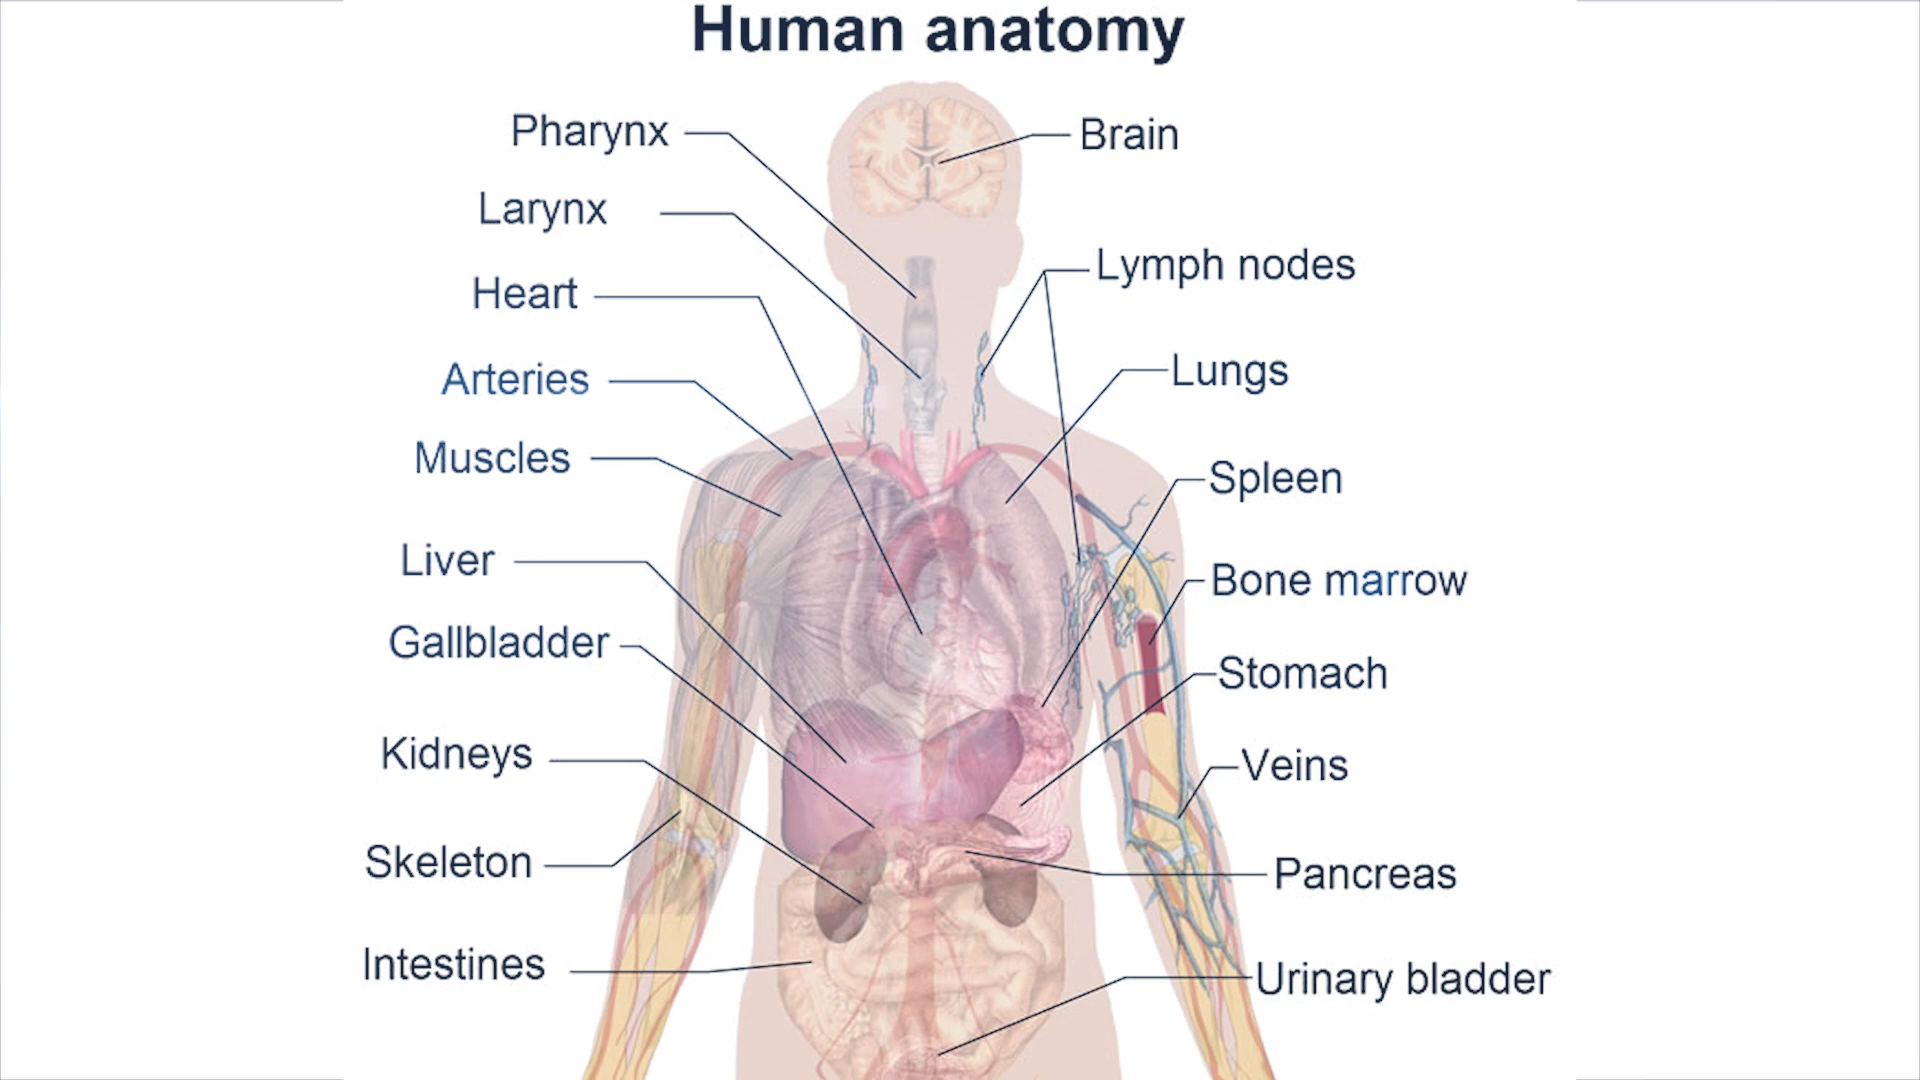 Human anatomy
Pharynx
Brain
Larynx
Lymph nodes
Heart
Lungs
Arteries
Muscles
Spleen
Liver
Bone marrow
Gallbladder
Stomach
Kidneys
Veins
Skeleton
Pancreas
Intestines
Urinary bladder